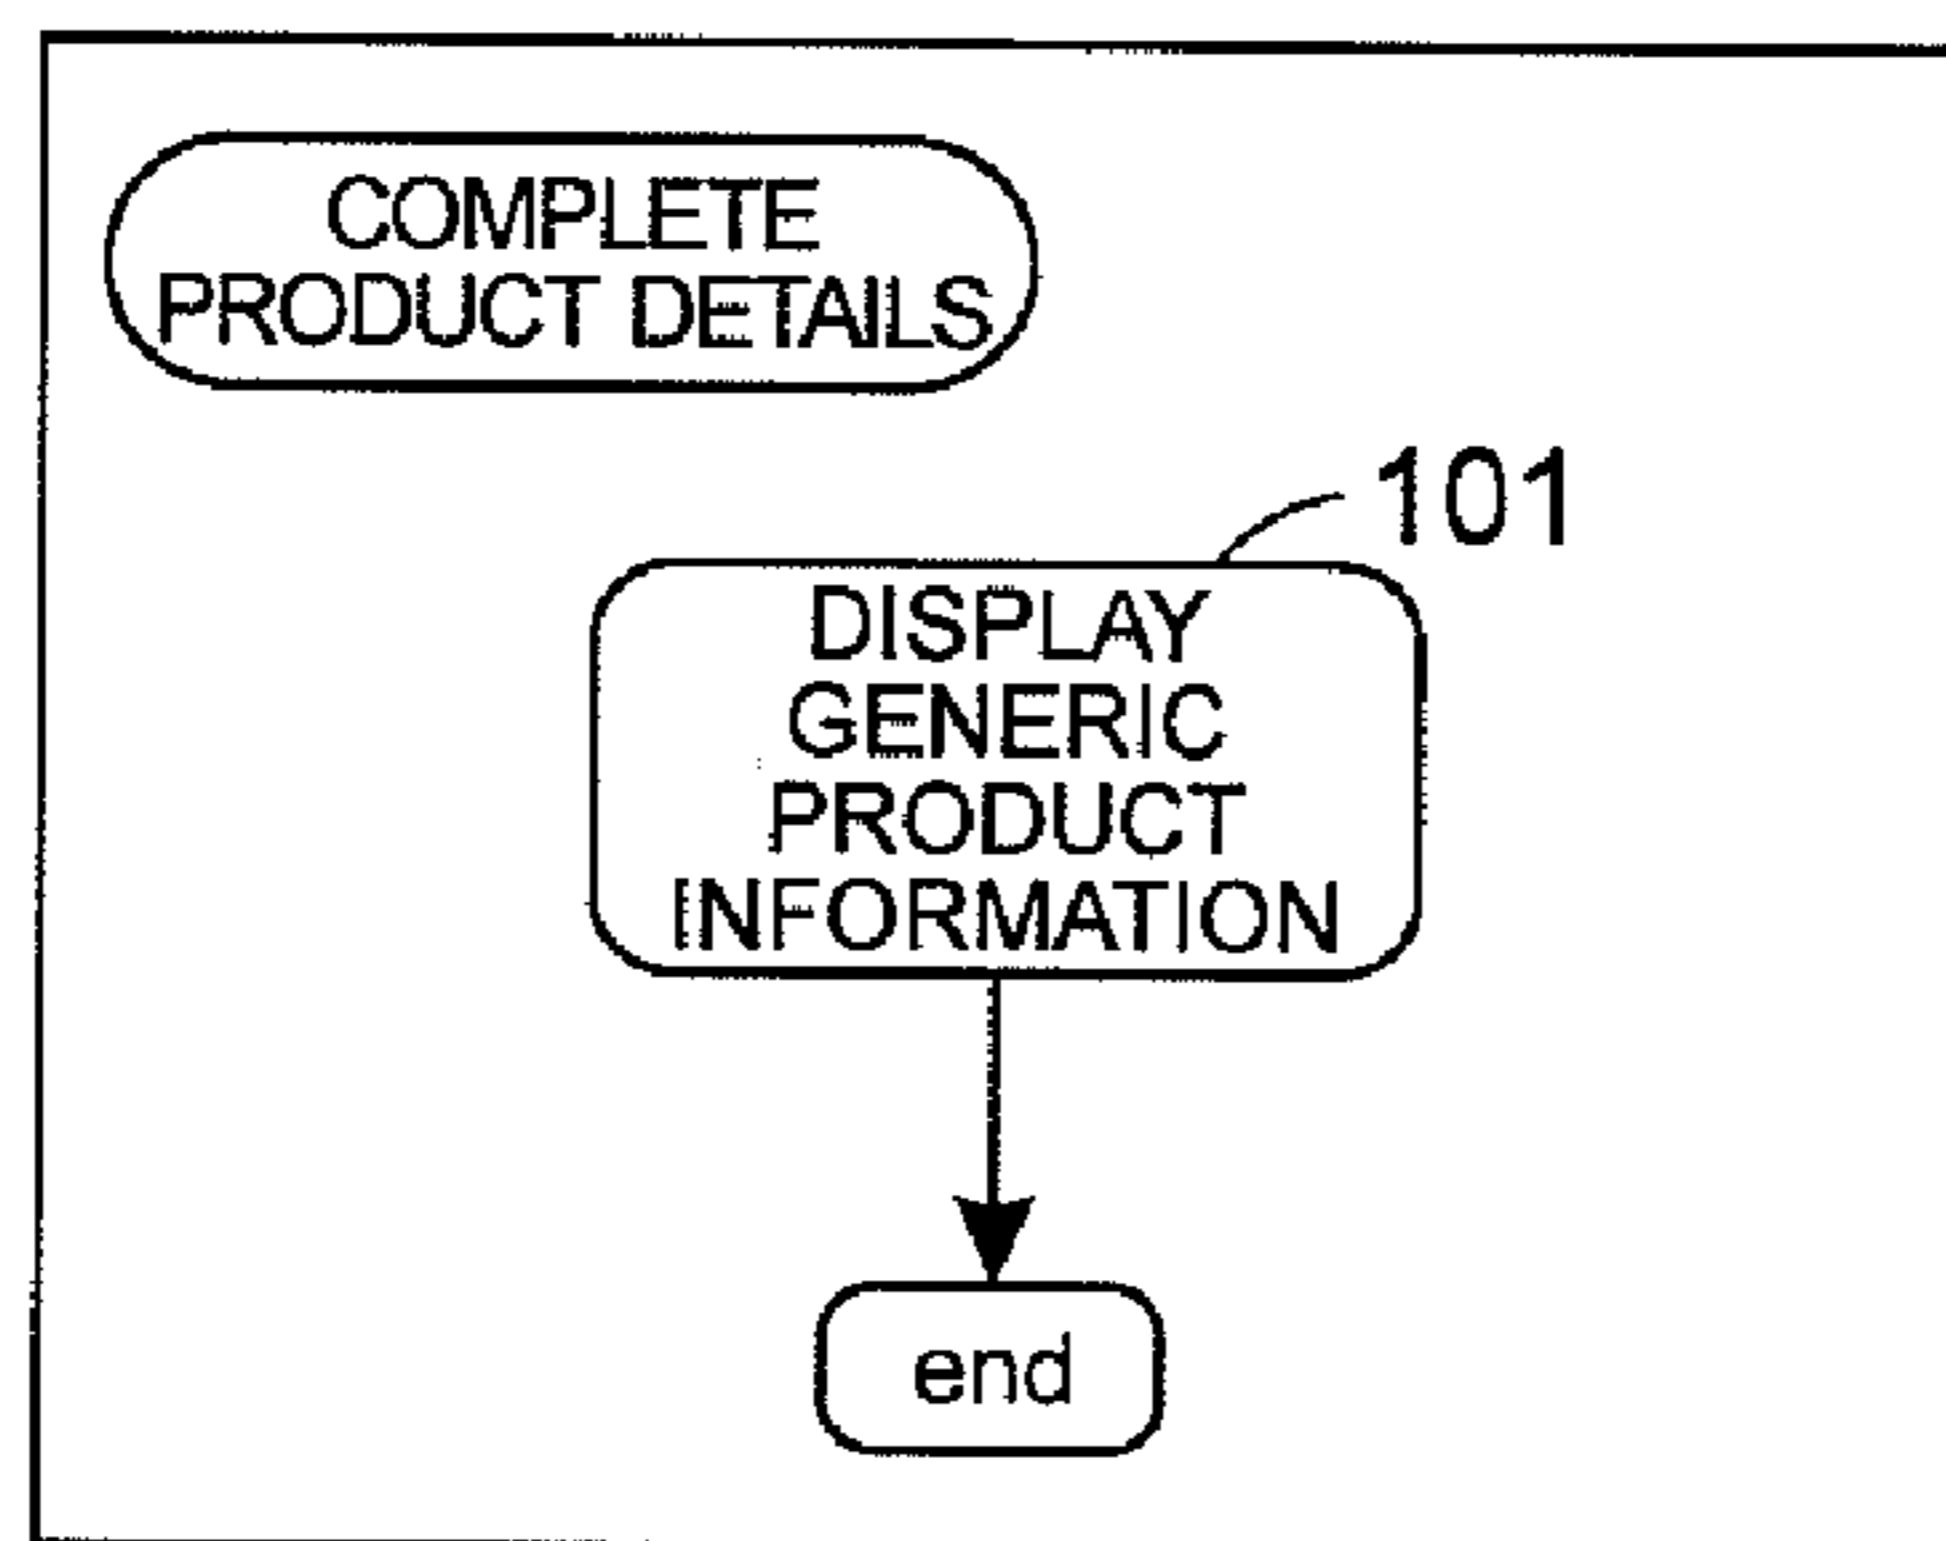 COMPLETE
PRODUCT DETAILS
101
DISPLAY
GENERIC
PRODUCT
INFORMATION
end